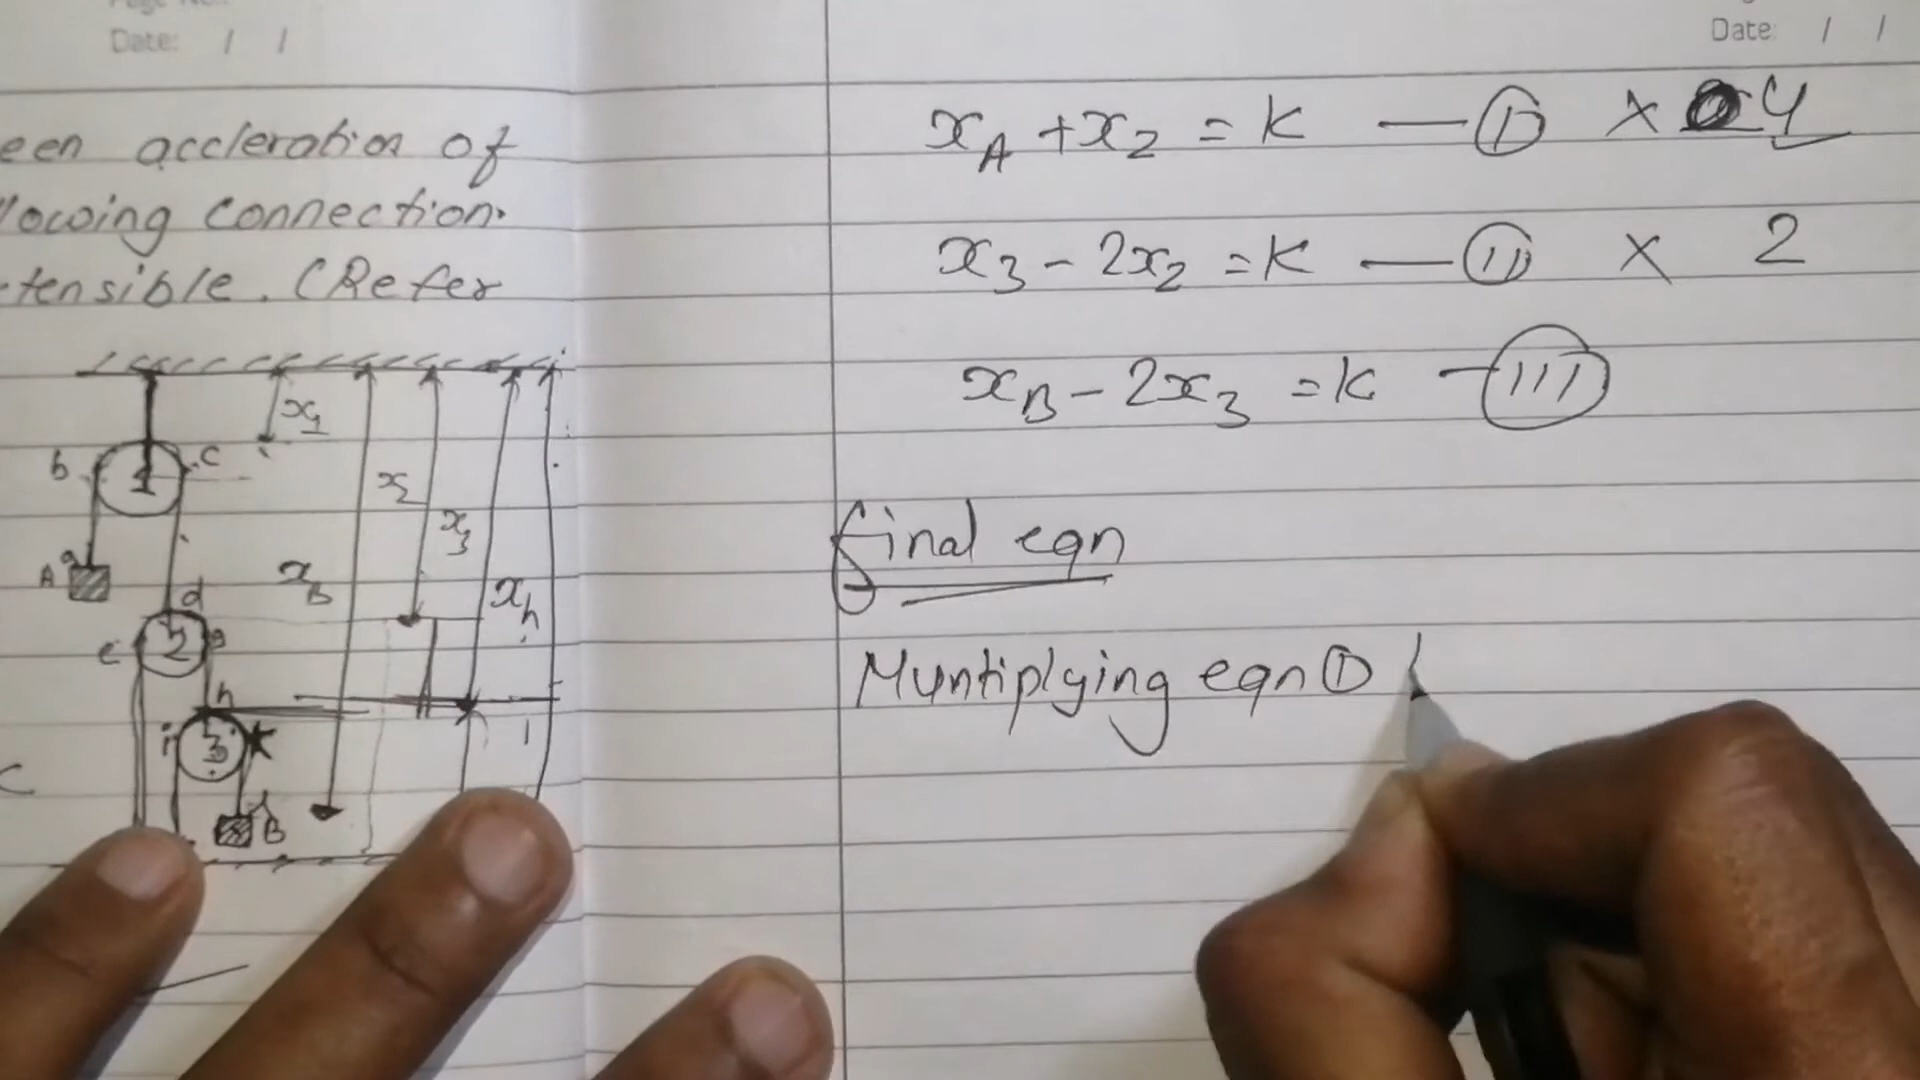 Date: / /
een accleration of
llowing connection.
tensible. (Refer
x1
b
1
c
x2
x3
a
A
xB
xh
d
e
2
g
h
i
3
k
B
C
Date: / /
xA + x2 = k — (I) × 4
x3 - 2x2 = k — (II) × 2
xB - 2x3 = k — (III)
final eqn
Muntiplying eqn (I)